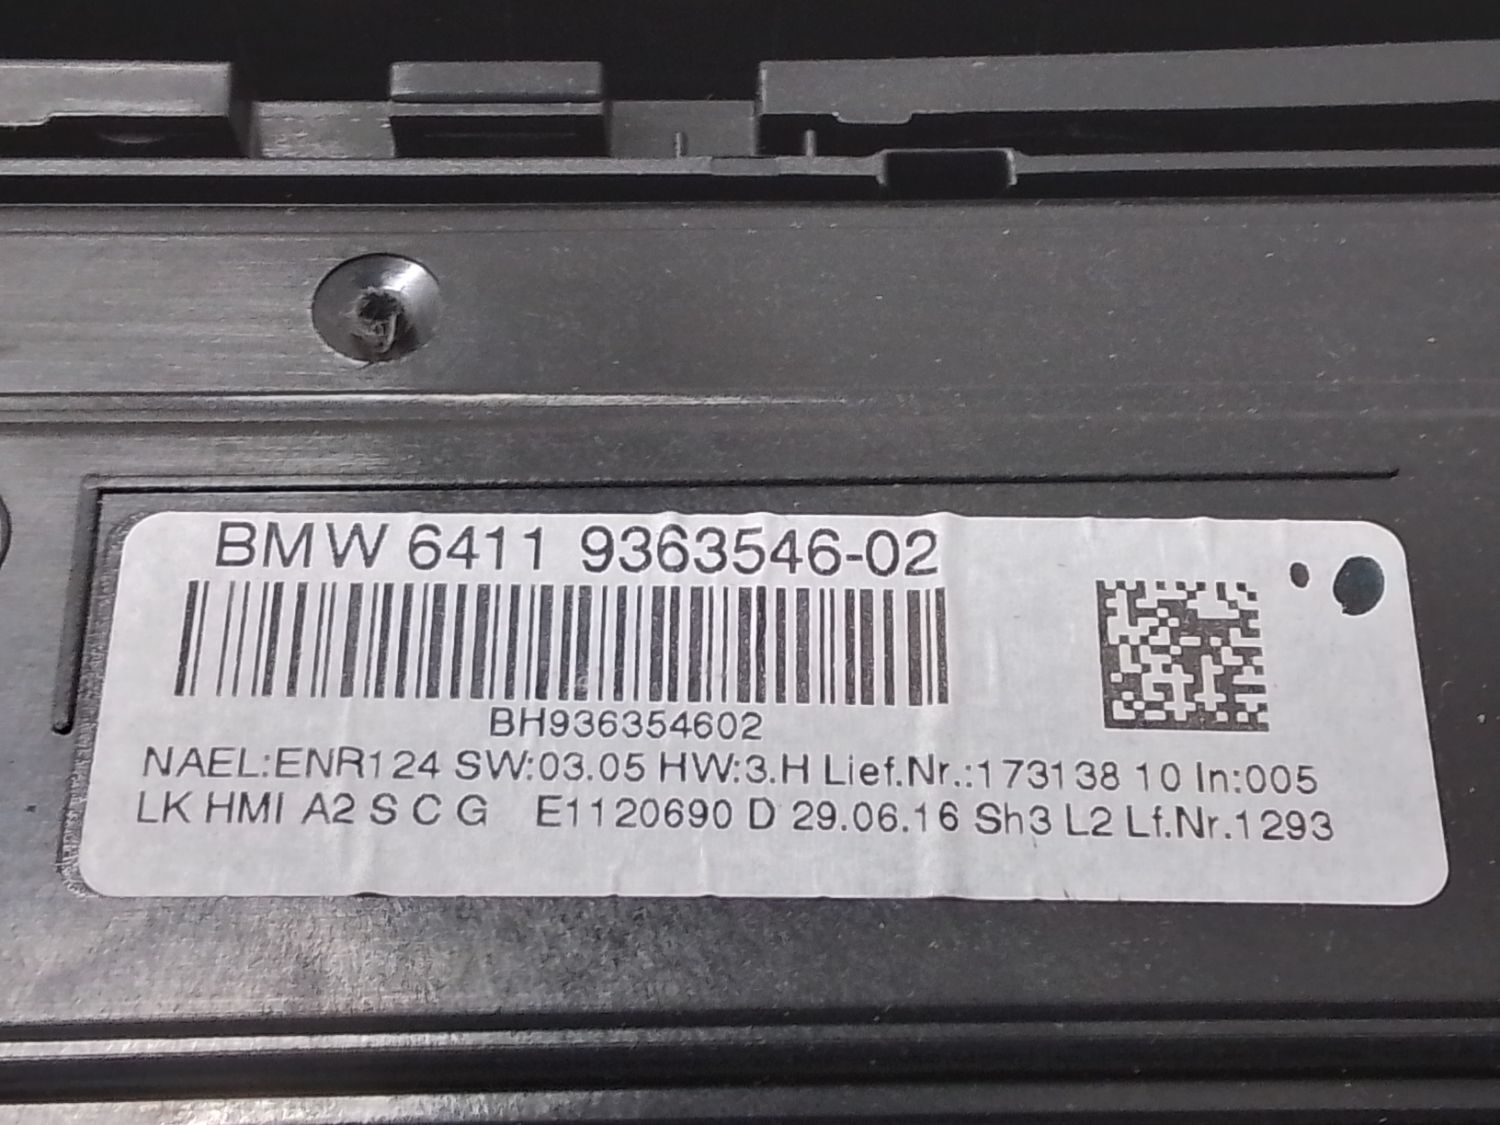 BMW 6411 9363546-02
BH936354602
NAEL:ENR124 SW:03.05 HW:3.H Lief.Nr.:173138 10 In:005
LK HMI A2 S C G E1120690 D 29.06.16 Sh3 L2 Lf.Nr.1293